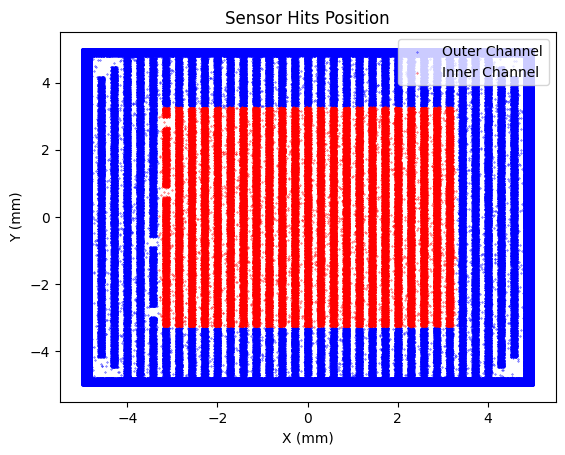 Sensor Hits Position
Outer Channel
Inner Channel
4
2
0
−2
−4
Y (mm)
−4 −2 0 2 4
X (mm)